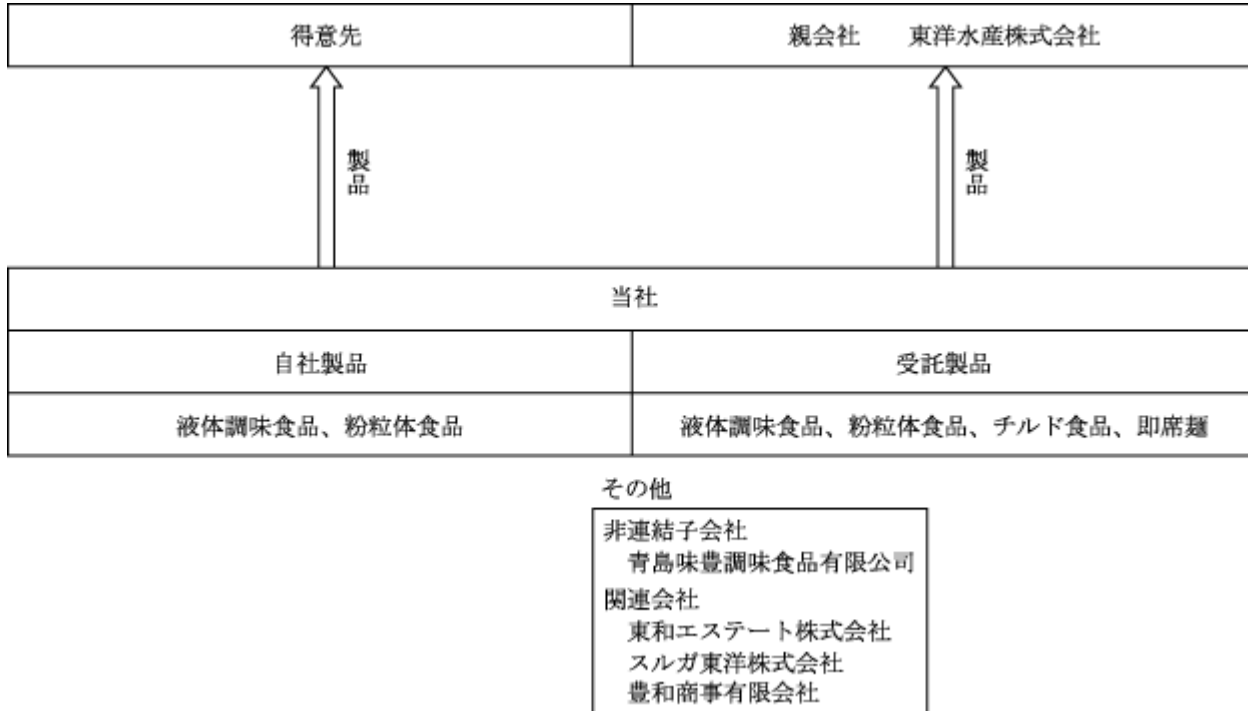 得意先
親会社　　東洋水産株式会社
製品
製品
当社
自社製品
受託製品
液体調味食品、粉粒体食品
液体調味食品、粉粒体食品、チルド食品、即席麺
その他
非連結子会社
青島味豊調味食品有限公司
関連会社
東和エステート株式会社
スルガ東洋株式会社
豊和商事有限会社